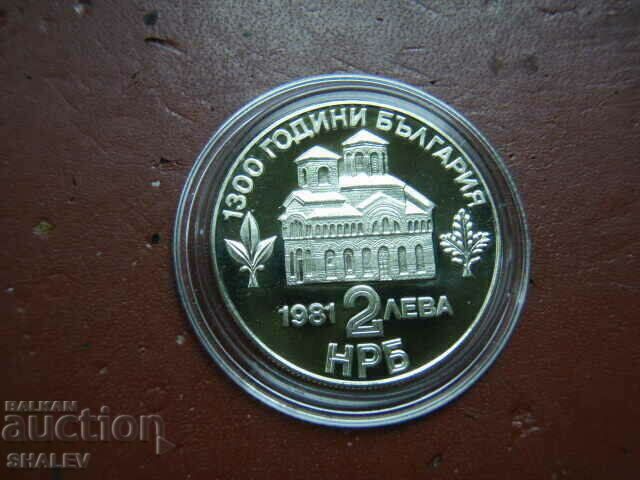 1300 ГОДИНИ БЪЛГАРИЯ
1981 2 ЛЕВА
НРБ
BALKAN
auction
SHALEV